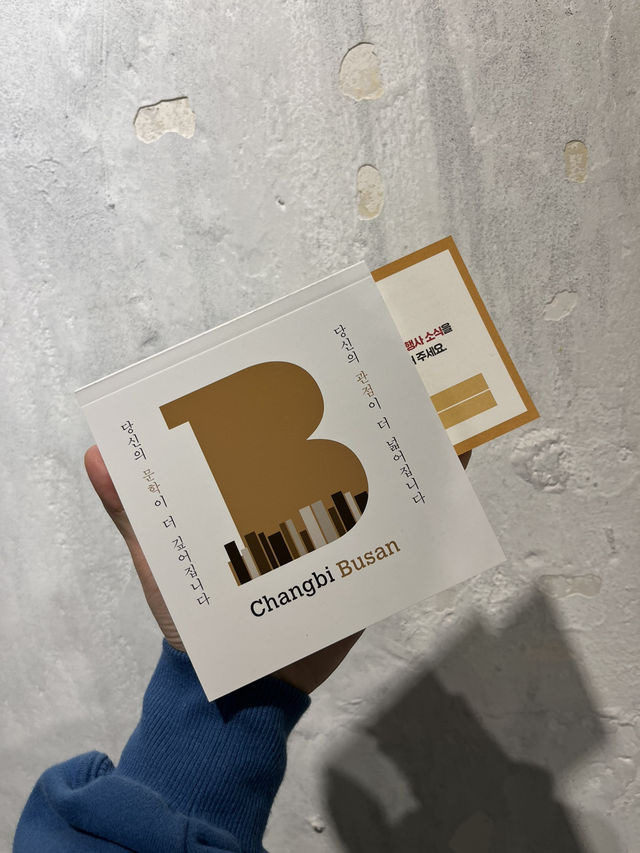 당신의 문학이 더 깊어집니다
당신의 관점이 더 넓어집니다
B
Changbi Busan
행사 소식을
주세요.